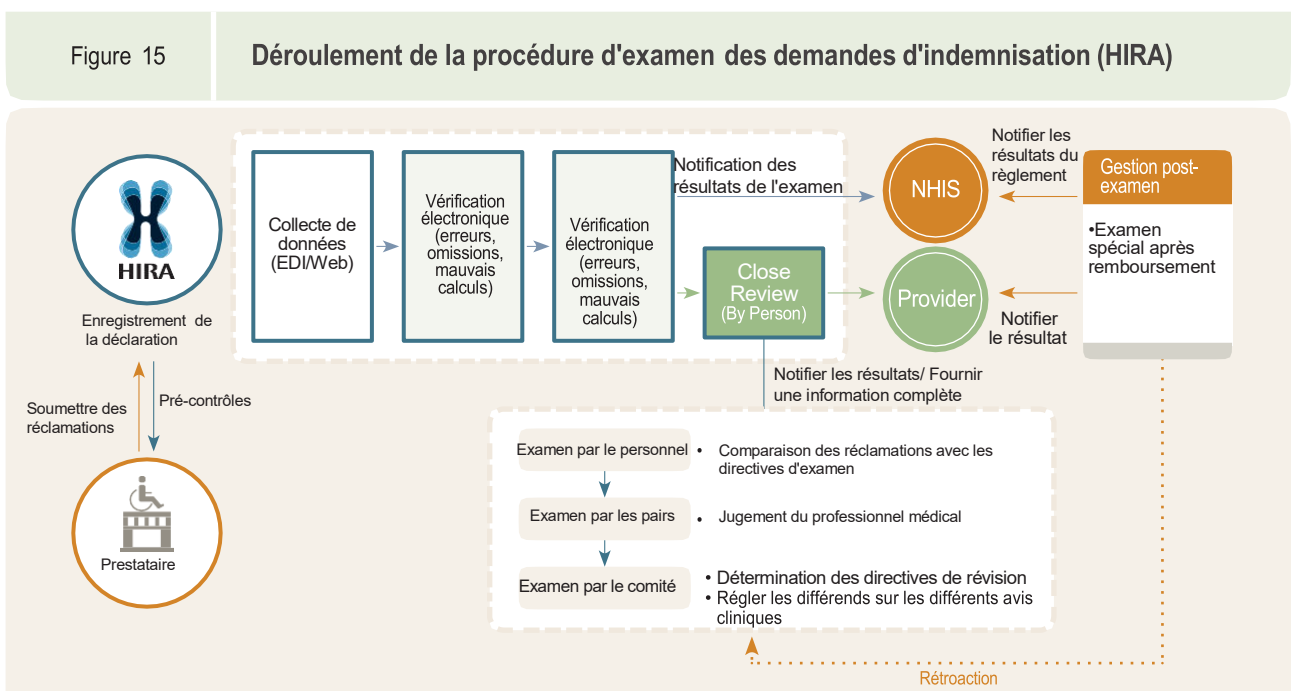 Figure 15
Déroulement de la procédure d'examen des demandes d'indemnisation (HIRA)
HIRA
Enregistrement de
la déclaration
Soumettre des
réclamations
Pré-contrôles
Prestataire
Collecte de
données
(EDI/Web)
Vérification
électronique
(erreurs,
omissions,
mauvais
calculs)
Vérification
électronique
(erreurs,
omissions,
mauvais
calculs)
Notification des
résultats de l'examen
Close
Review
(By Person)
NHIS
Provider
Notifier les
résultats du
règlement
Notifier
le résultat
Gestion post-
examen
•Examen
spécial après
remboursement
Notifier les résultats/ Fournir
une information complète
Examen par le personnel
• Comparaison des réclamations avec les
directives d'examen
Examen par les pairs
• Jugement du professionnel médical
Examen par le comité
• Détermination des directives de révision
• Régler les différends sur les différents avis
cliniques
Rétroaction